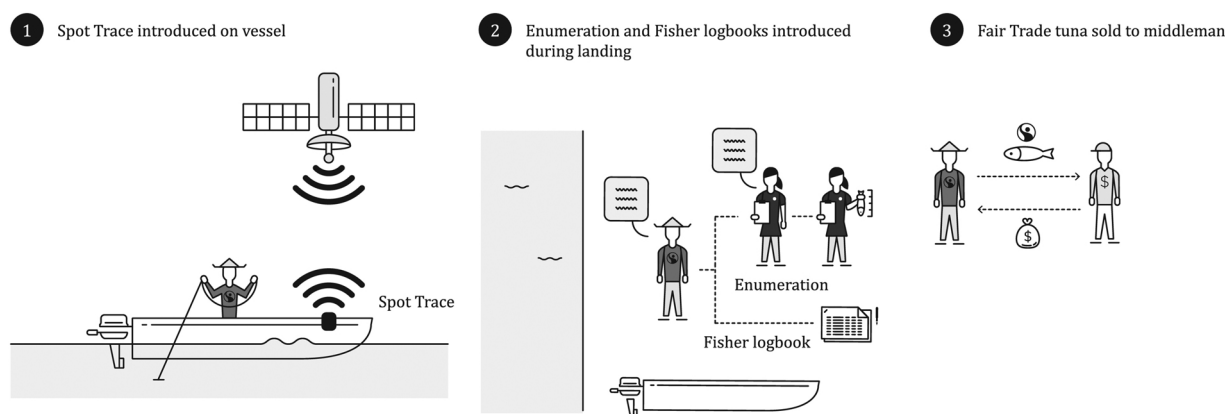 1 Spot Trace introduced on vessel
2 Enumeration and Fisher logbooks introduced
during landing
3 Fair Trade tuna sold to middleman
Spot Trace
Enumeration
Fisher logbook
$
$